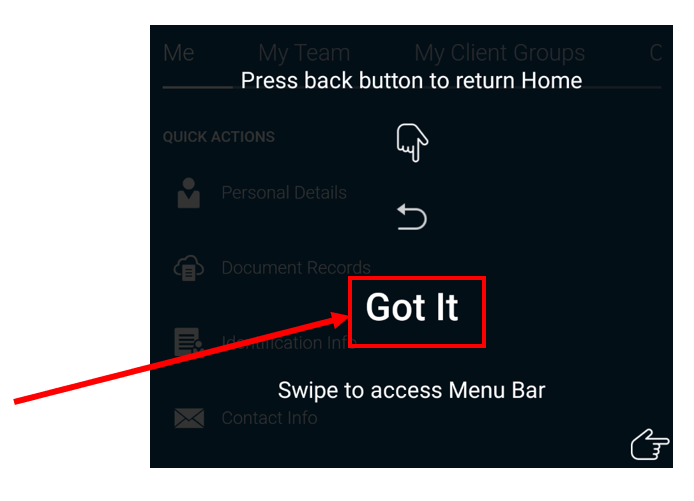 Me My Team My Client Groups
Press back button to return Home
QUICK ACTIONS
Personal Details
Document Records
Got It
Identification Info
Swipe to access Menu Bar
Contact Info